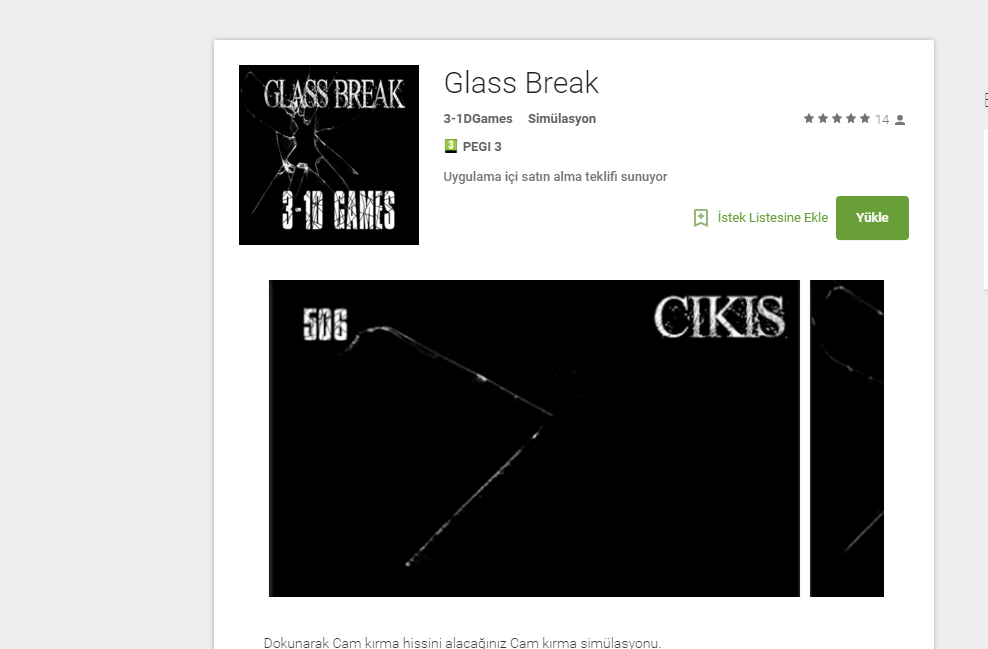 GLASS BREAK
3-1D GAMES
Glass Break
3-1DGames Simülasyon
14
3 PEGI 3
Uygulama içi satın alma teklifi sunuyor
İstek Listesine Ekle Yükle
506 CIKIS
Dokunarak Cam kırma hissini alacağınız Cam kırma simülasyonu.